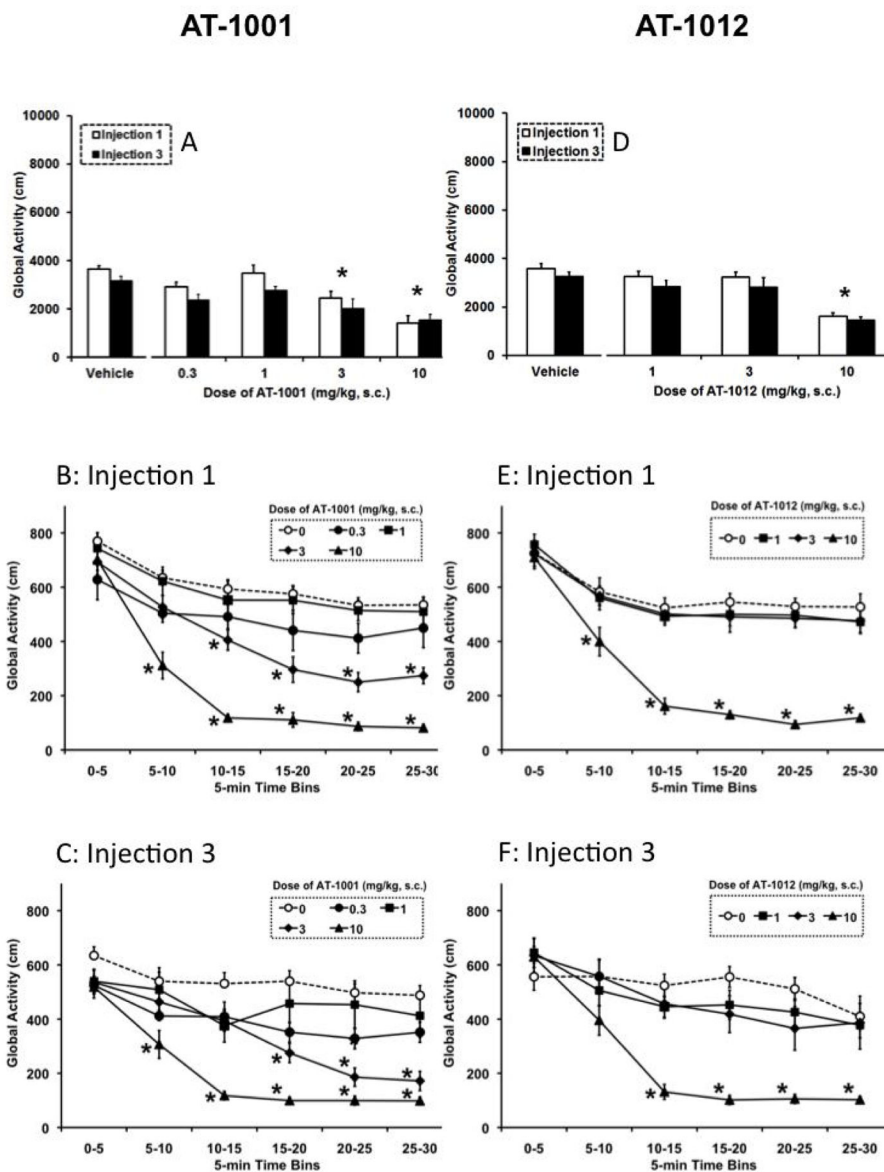 AT-1001
AT-1012
10000
8000
6000
4000
2000
0
Global Activity (cm)
Injection 1
Injection 3
A
*
*
Vehicle
0.3
1
3
10
Dose of AT-1001 (mg/kg, s.c.)
10000
8000
6000
4000
2000
0
Global Activity (cm)
Injection 1
Injection 3
D
*
Vehicle
1
3
10
Dose of AT-1012 (mg/kg, s.c.)
B: Injection 1
800
600
400
200
0
Global Activity (cm)
Dose of AT-1001 (mg/kg, s.c.)
0 0.3 1
3 10
* * * * *
* * * *
0-5 5-10 10-15 15-20 20-25 25-30
5-min Time Bins
E: Injection 1
800
600
400
200
0
Global Activity (cm)
Dose of AT-1012 (mg/kg, s.c.)
0 1 3 10
* * * * *
0-5 5-10 10-15 15-20 20-25 25-30
5-min Time Bins
C: Injection 3
800
600
400
200
0
Global Activity (cm)
Dose of AT-1001 (mg/kg, s.c.)
0 0.3 1
3 10
* * *
* * * * *
0-5 5-10 10-15 15-20 20-25 25-30
5-min Time Bins
F: Injection 3
800
600
400
200
0
Global Activity (cm)
Dose of AT-1012 (mg/kg, s.c.)
0 1 3 10
* * * *
0-5 5-10 10-15 15-20 20-25 25-30
5-min Time Bins